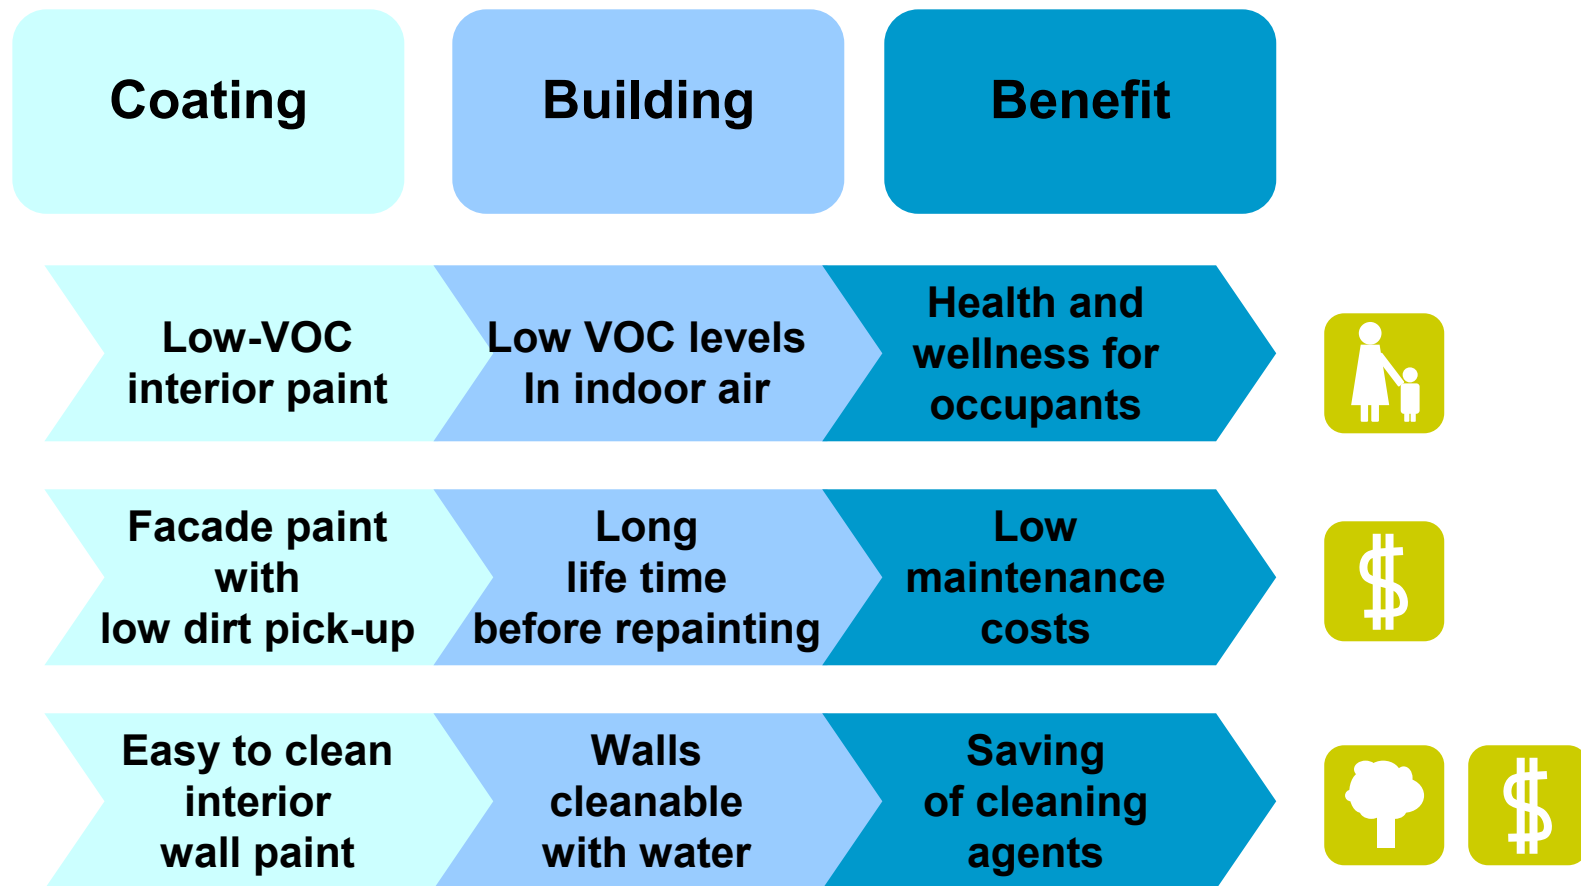 Coating
Building
Benefit
Low-VOC
interior paint
Low VOC levels
In indoor air
Health and
wellness for
occupants
Facade paint
with
low dirt pick-up
Long
life time
before repainting
Low
maintenance
costs
Easy to clean
interior
wall paint
Walls
cleanable
with water
Saving
of cleaning
agents